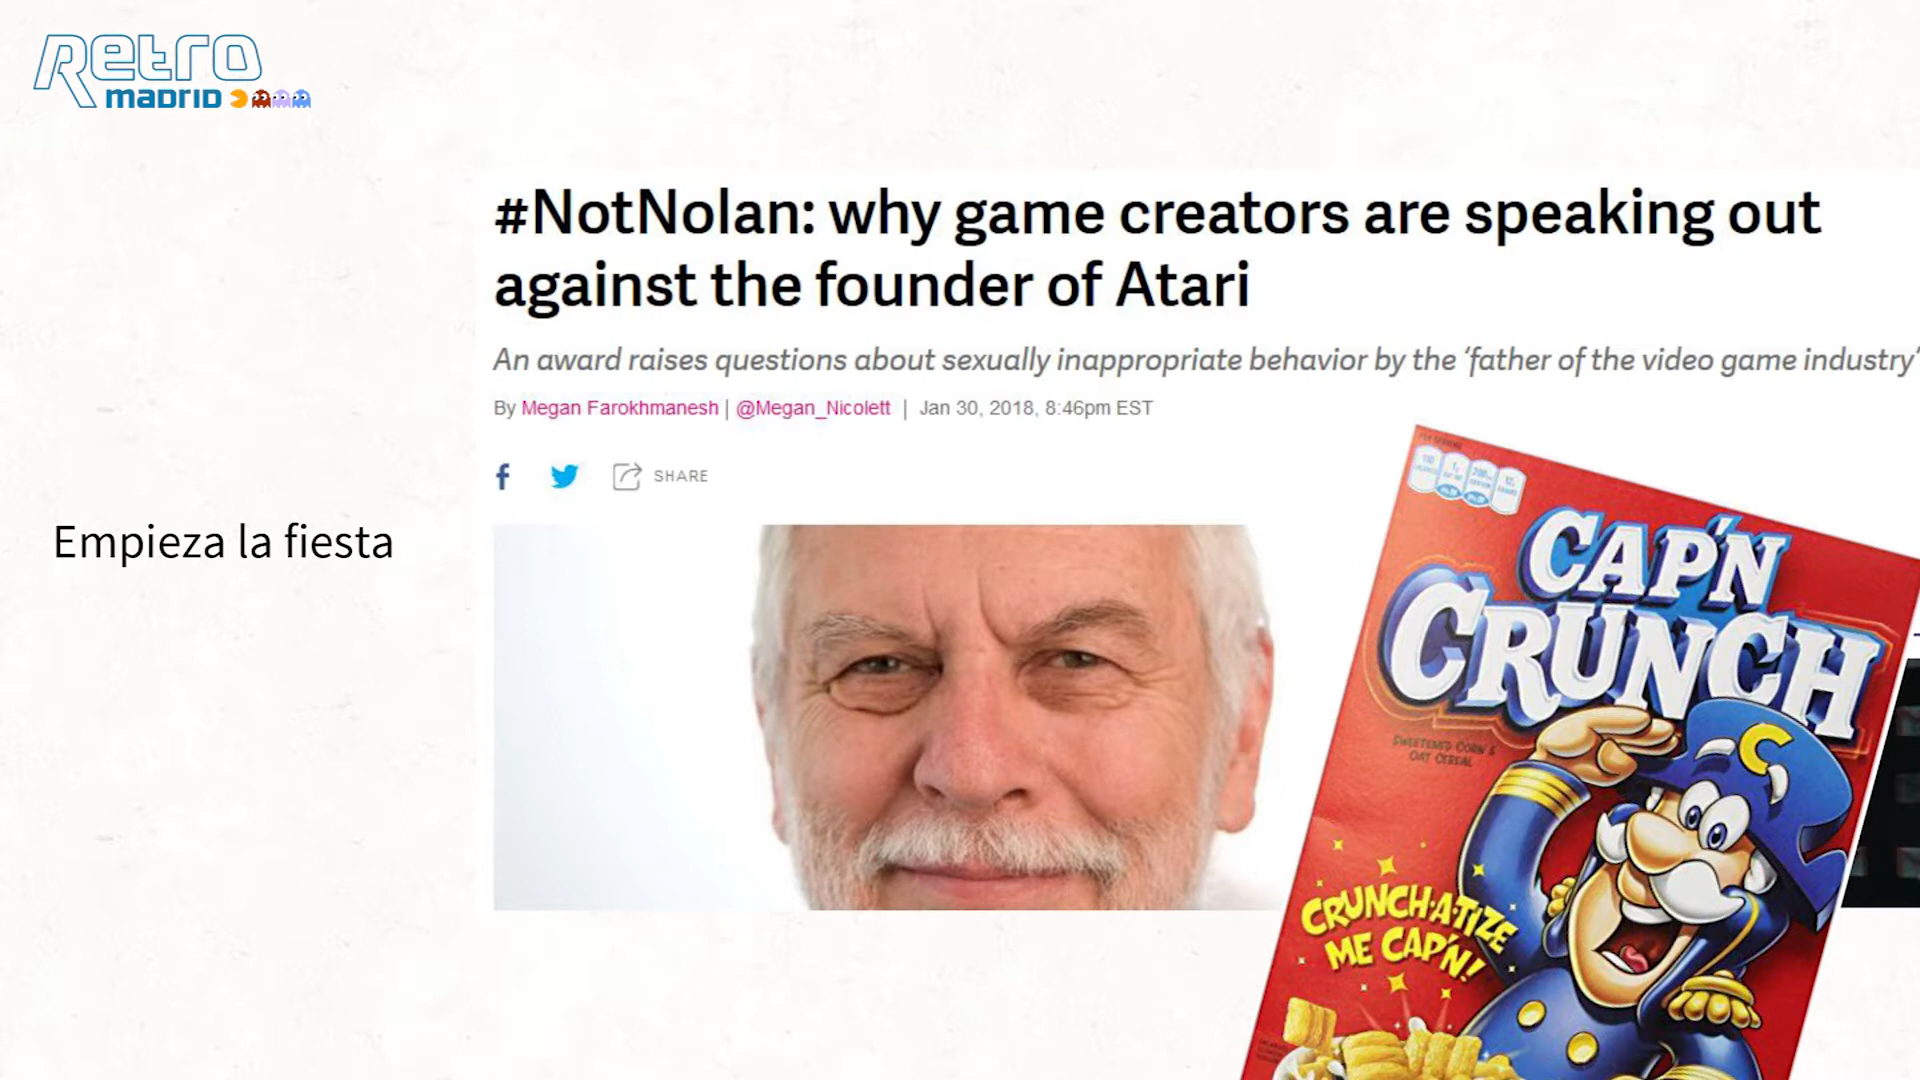 Retro
madrid
#NotNolan: why game creators are speaking out
against the founder of Atari
An award raises questions about sexually inappropriate behavior by the ‘father of the video game industry’
By Megan Farokhmanesh | @Megan_Nicolett | Jan 30, 2018, 8:46pm EST
SHARE
Empieza la fiesta
PER SERVING
CAP'N
CRUNCH
SWEETENED CORN &
OAT CEREAL
CRUNCH·A·TIZE
ME CAP'N!